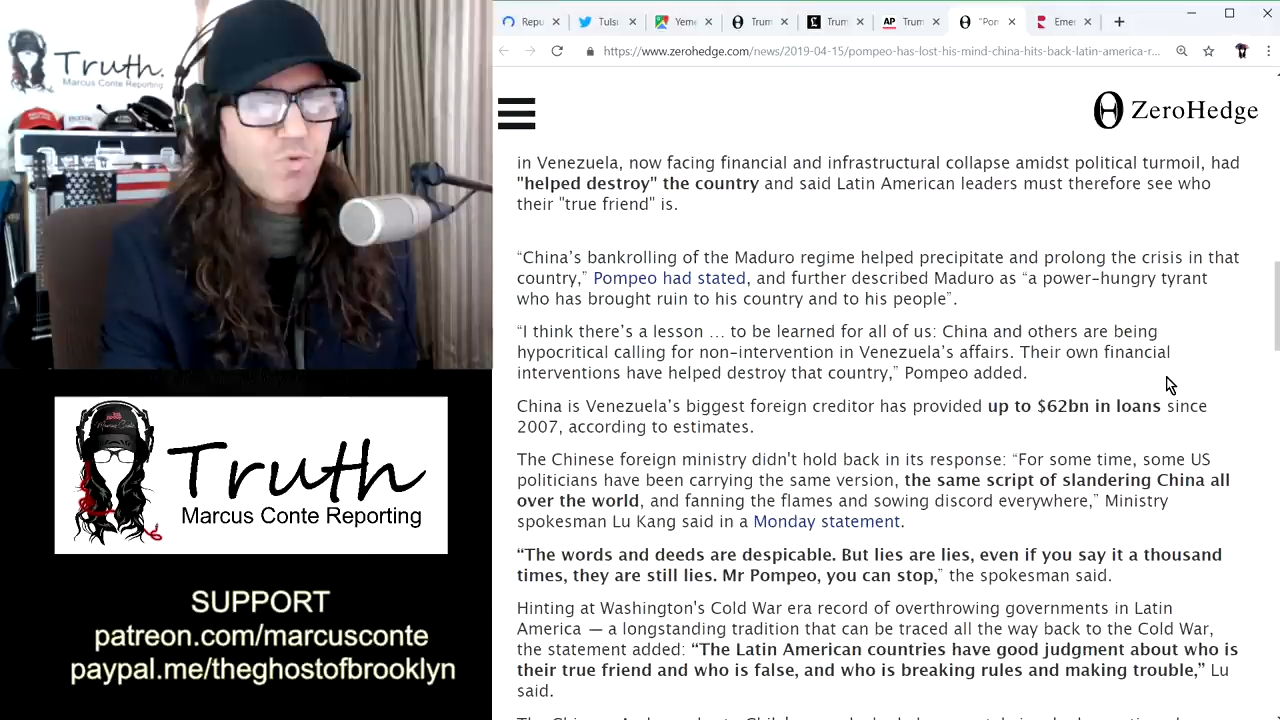 Truth.
Marcus Conte Reporting
Repu
Tulsi
Yeme
Trum
Trum
AP Trum
"Pom
Emer
https://www.zerohedge.com/news/2019-04-15/pompeo-has-lost-his-mind-china-hits-back-latin-america-r...
ZeroHedge
in Venezuela, now facing financial and infrastructural collapse amidst political turmoil, had
"helped destroy" the country and said Latin American leaders must therefore see who
their "true friend" is.
“China’s bankrolling of the Maduro regime helped precipitate and prolong the crisis in that
country,” Pompeo had stated, and further described Maduro as “a power-hungry tyrant
who has brought ruin to his country and to his people”.
“I think there’s a lesson … to be learned for all of us: China and others are being
hypocritical calling for non-intervention in Venezuela’s affairs. Their own financial
interventions have helped destroy that country,” Pompeo added.
China is Venezuela’s biggest foreign creditor has provided up to $62bn in loans since
2007, according to estimates.
The Chinese foreign ministry didn't hold back in its response: “For some time, some US
politicians have been carrying the same version, the same script of slandering China all
over the world, and fanning the flames and sowing discord everywhere,” Ministry
spokesman Lu Kang said in a Monday statement.
“The words and deeds are despicable. But lies are lies, even if you say it a thousand
times, they are still lies. Mr Pompeo, you can stop,” the spokesman said.
Hinting at Washington's Cold War era record of overthrowing governments in Latin
America — a longstanding tradition that can be traced all the way back to the Cold War,
the statement added: “The Latin American countries have good judgment about who is
their true friend and who is false, and who is breaking rules and making trouble,” Lu
said.
Truth
Marcus Conte Reporting
SUPPORT
patreon.com/marcusconte
paypal.me/theghostofbrooklyn